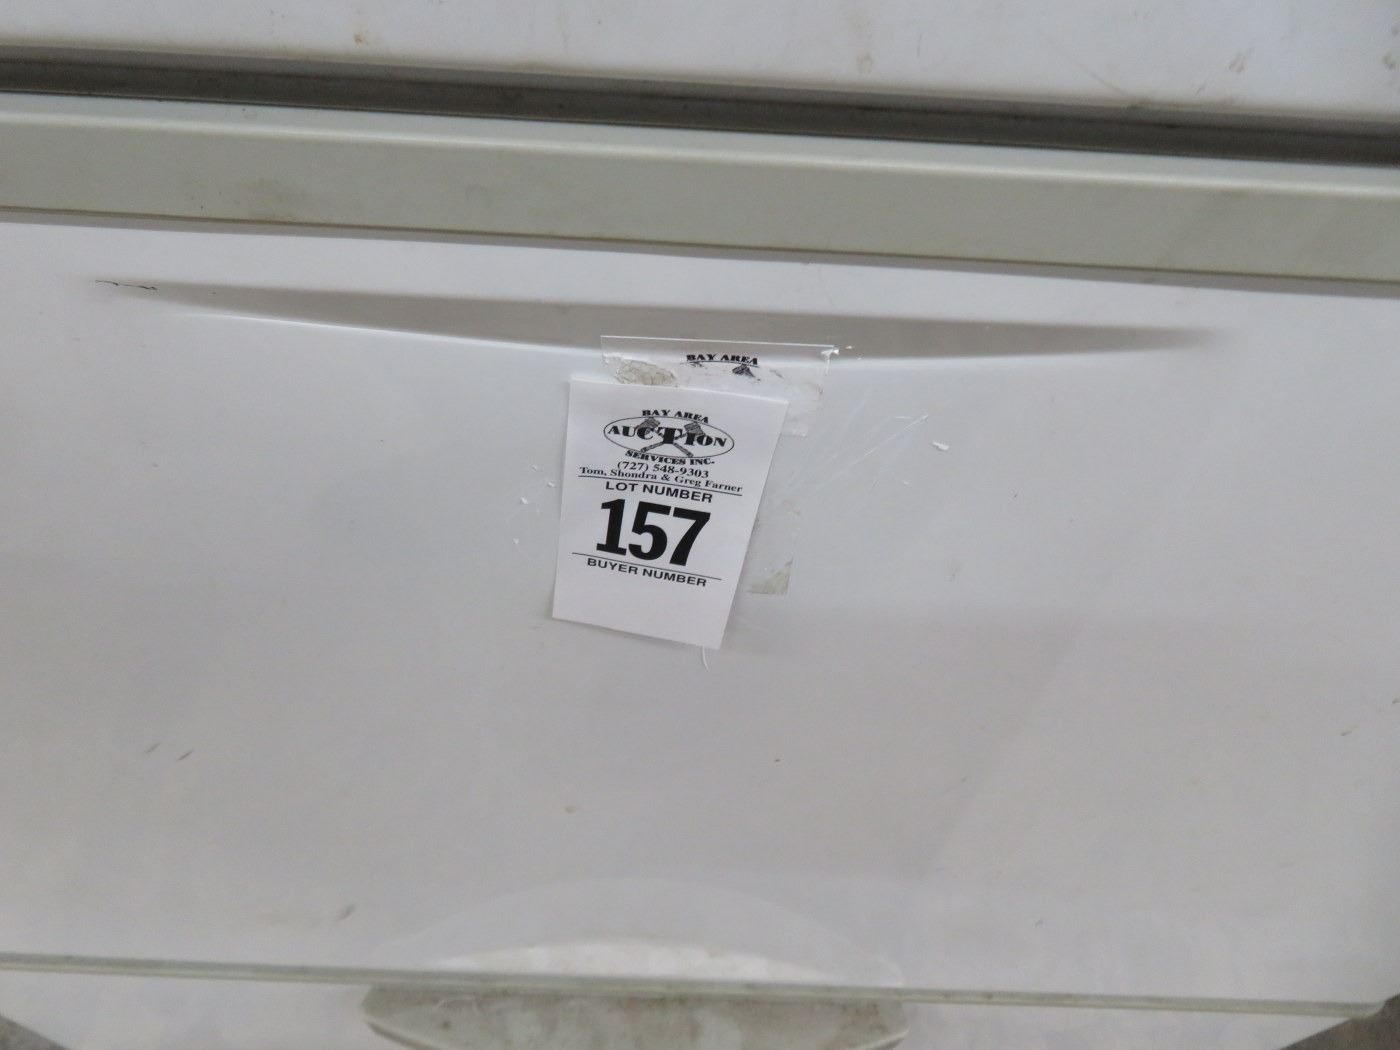 BAY AREA
BAY AREA
AUCTION
SERVICES INC.
(727) 548-9303
Tom, Shondra & Greg Farner
LOT NUMBER
157
BUYER NUMBER